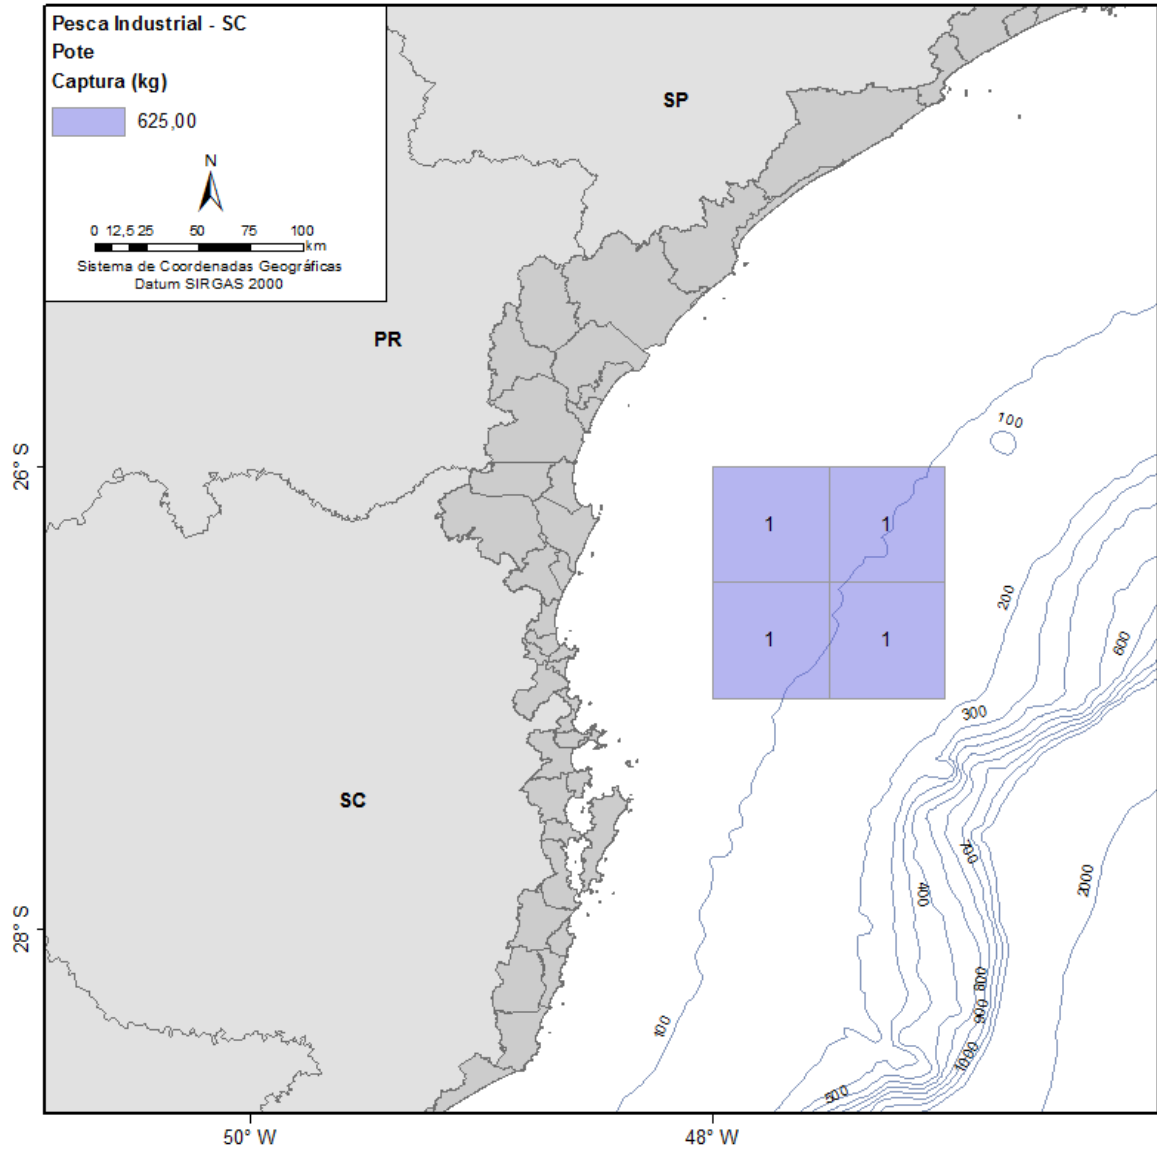 Pesca Industrial - SC
Pote
Captura (kg)
625,00
N
0 12,5 25 50 75 100
km
Sistema de Coordenadas Geográficas
Datum SIRGAS 2000
SP
PR
SC
26° S
28° S
50° W
48° W
1
1
1
1
100
200
600
300
700
400
2000
800
900
1000
500
100